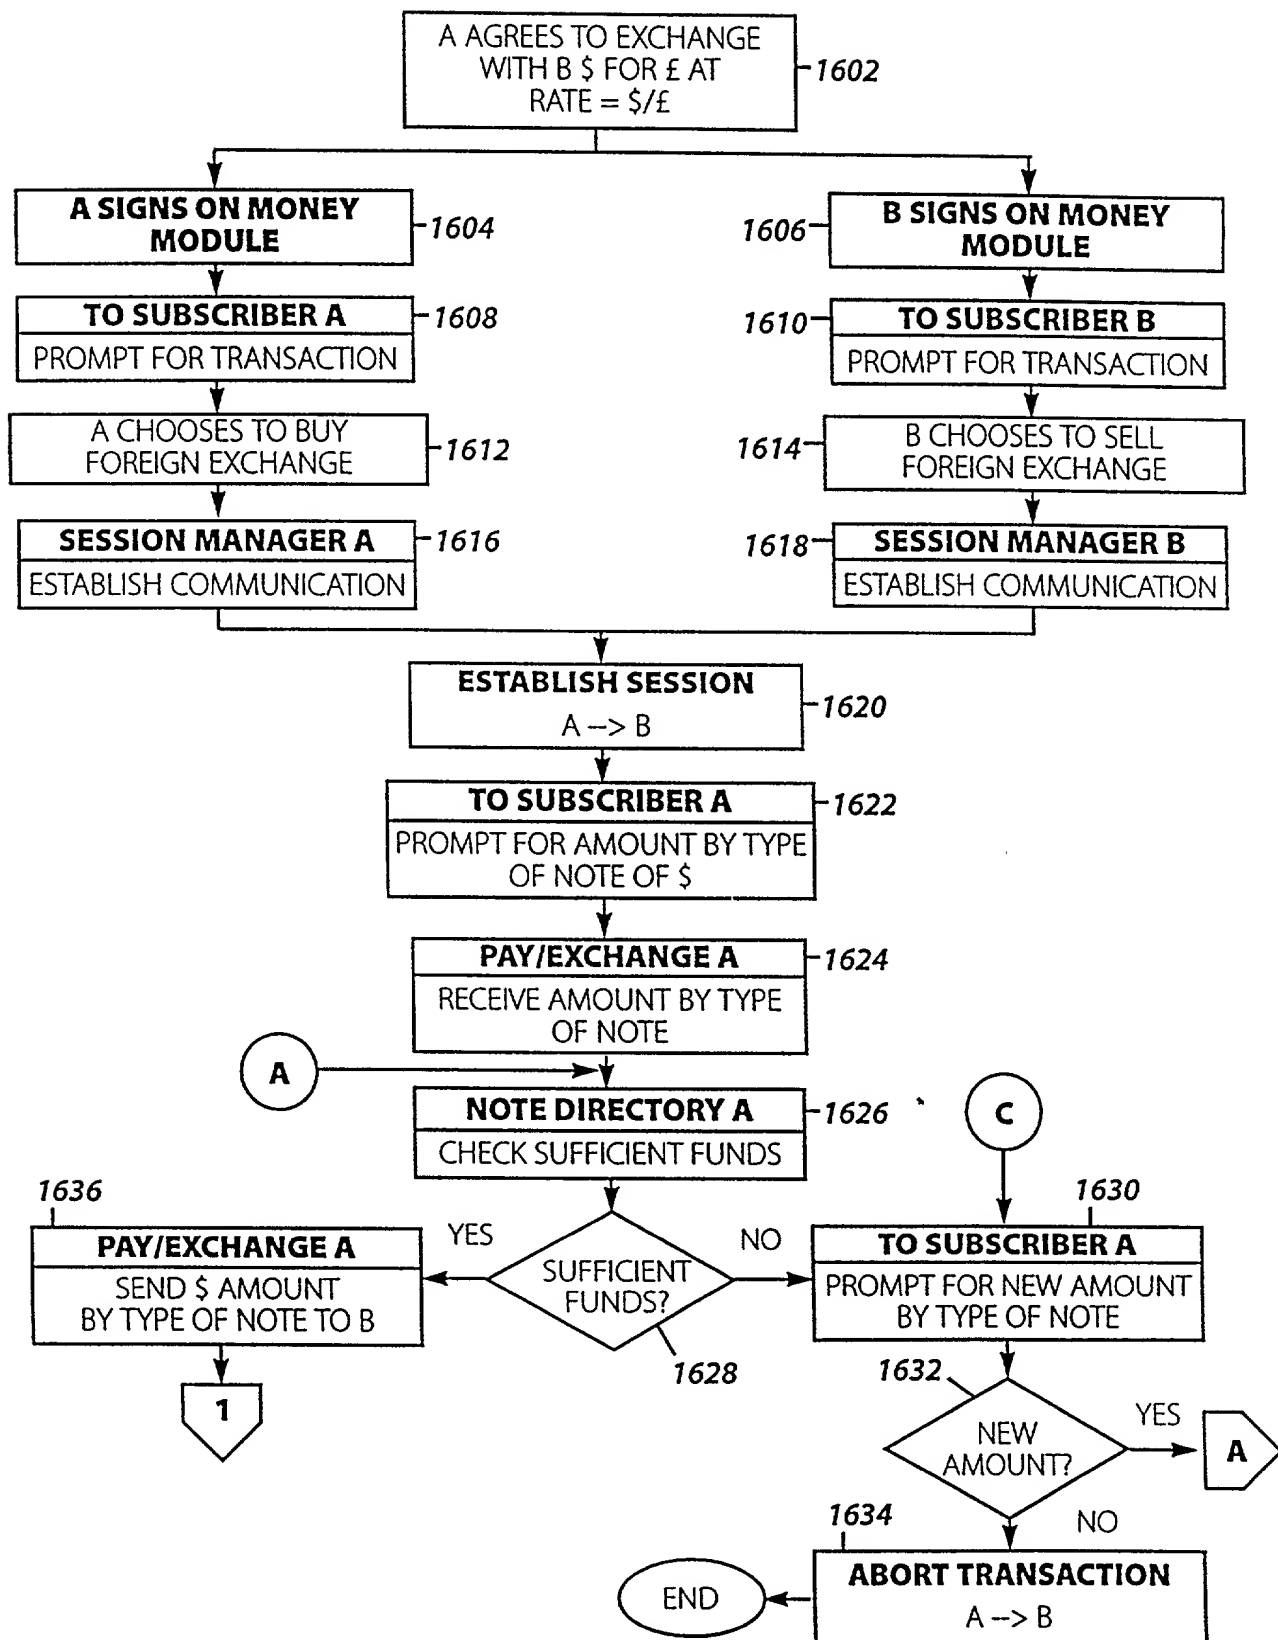 A AGREES TO EXCHANGE
WITH B $ FOR £ AT
RATE = $/£
1602
A SIGNS ON MONEY
MODULE
1604
1606
B SIGNS ON MONEY
MODULE
TO SUBSCRIBER A
1608
PROMPT FOR TRANSACTION
1610
TO SUBSCRIBER B
PROMPT FOR TRANSACTION
A CHOOSES TO BUY
FOREIGN EXCHANGE
1612
1614
B CHOOSES TO SELL
FOREIGN EXCHANGE
SESSION MANAGER A
1616
ESTABLISH COMMUNICATION
1618
SESSION MANAGER B
ESTABLISH COMMUNICATION
ESTABLISH SESSION
A --> B
1620
TO SUBSCRIBER A
1622
PROMPT FOR AMOUNT BY TYPE
OF NOTE OF $
PAY/EXCHANGE A
1624
RECEIVE AMOUNT BY TYPE
OF NOTE
A
NOTE DIRECTORY A
1626
CHECK SUFFICIENT FUNDS
C
1636
PAY/EXCHANGE A
SEND $ AMOUNT
BY TYPE OF NOTE TO B
YES
SUFFICIENT
FUNDS?
NO
1628
1630
TO SUBSCRIBER A
PROMPT FOR NEW AMOUNT
BY TYPE OF NOTE
1
1632
NEW
AMOUNT?
YES
A
NO
1634
ABORT TRANSACTION
A --> B
END